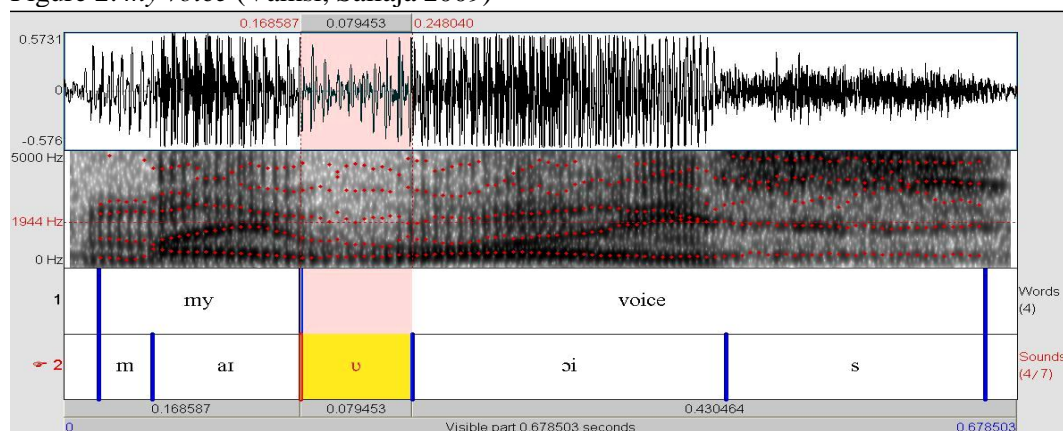 Figure 2. my voice 2009)
0.168587 0.079453 0.248040
0.5731
0
-0.576
5000 Hz
1944 Hz
0 Hz
1 my voice Words
(4)
☞ 2 m aɪ ʋ ɔi s Sounds
(4/7)
0.168587 0.079453 0.430464
0 Visible part 0.678503 seconds 0.678503